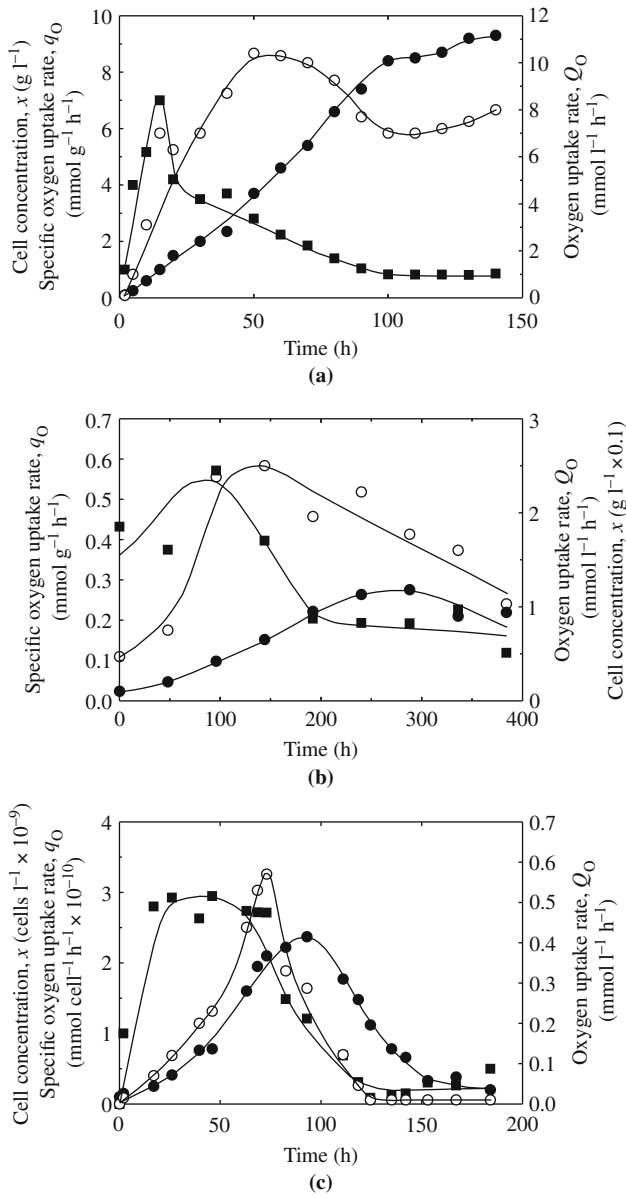 Cell concentration, x (g l⁻¹)
Specific oxygen uptake rate, qO
(mmol g⁻¹ h⁻¹)
10
8
6
4
2
0
12
10
8
6
4
2
0
Oxygen uptake rate, QO
(mmol l⁻¹ h⁻¹)
0 50 100 150
Time (h)
(a)
Specific oxygen uptake rate, qO
(mmol g⁻¹ h⁻¹)
0.7
0.6
0.5
0.4
0.3
0.2
0.1
0.0
3
2
1
0
Oxygen uptake rate, QO
(mmol l⁻¹ h⁻¹)
Cell concentration, x (g l⁻¹ × 0.1)
0 100 200 300 400
Time (h)
(b)
Cell concentration, x (cells l⁻¹ × 10⁻⁹)
Specific oxygen uptake rate, qO
(mmol cell⁻¹ h⁻¹ × 10⁻¹⁰)
4
3
2
1
0
0.7
0.6
0.5
0.4
0.3
0.2
0.1
0.0
Oxygen uptake rate, QO
(mmol l⁻¹ h⁻¹)
0 50 100 150 200
Time (h)
(c)